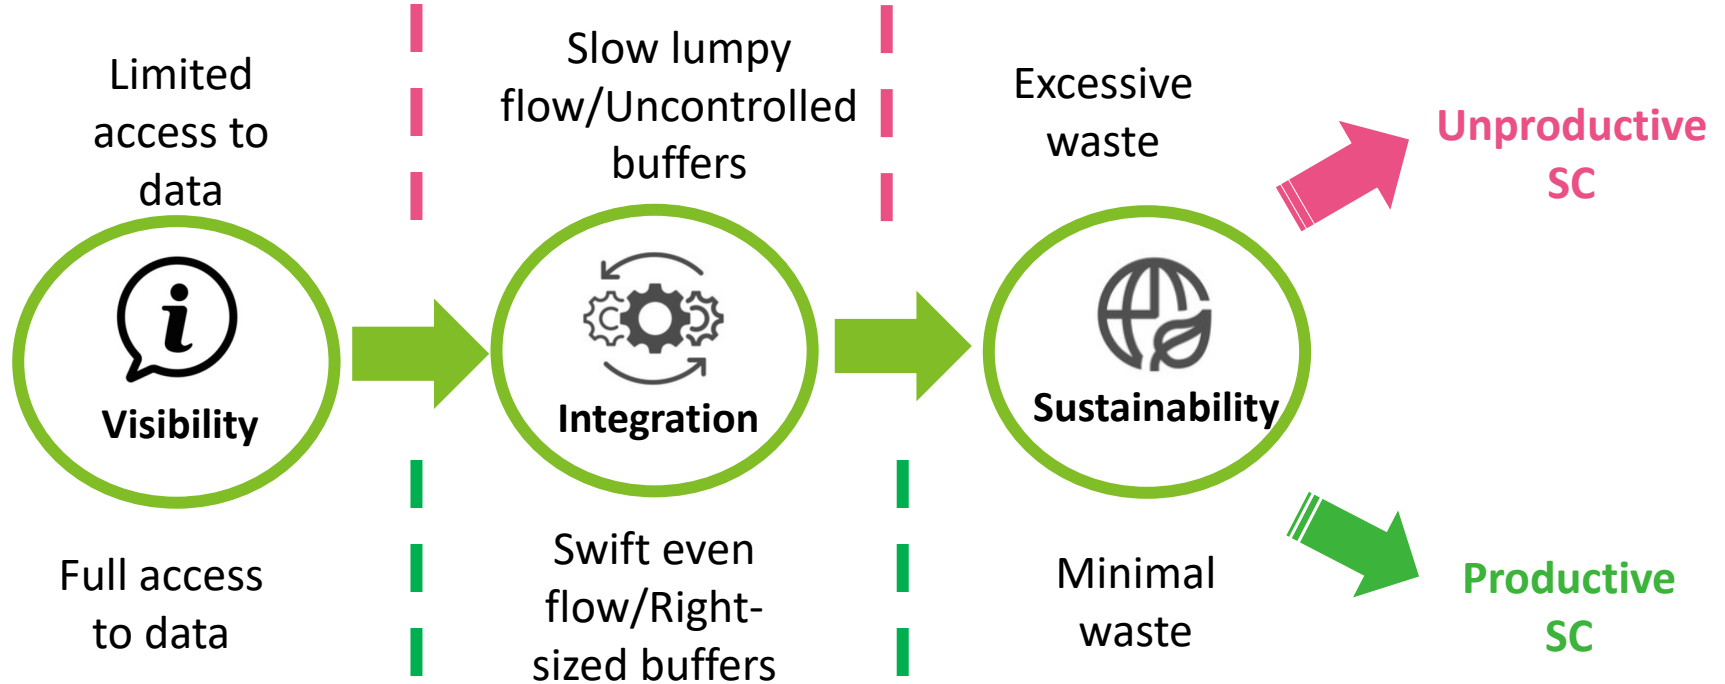 Limited
access to
data
Slow lumpy
flow/Uncontrolled
buffers
Excessive
waste
Unproductive
SC
Visibility
Integration
Sustainability
Full access
to data
Swift even
flow/Right-
sized buffers
Minimal
waste
Productive
SC